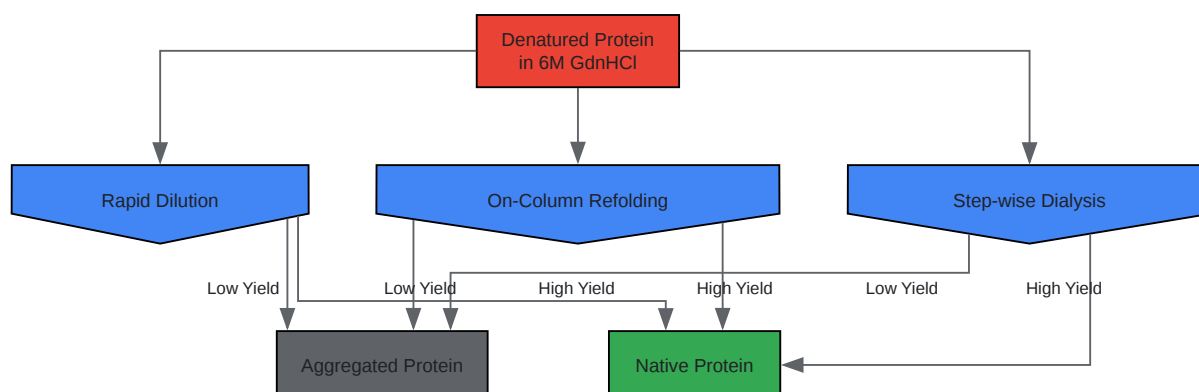 Denatured Protein
in 6M GdnHCl
Rapid Dilution
On-Column Refolding
Step-wise Dialysis
Low Yield
Low Yield
High Yield
High Yield
Low Yield
High Yield
Aggregated Protein
Native Protein